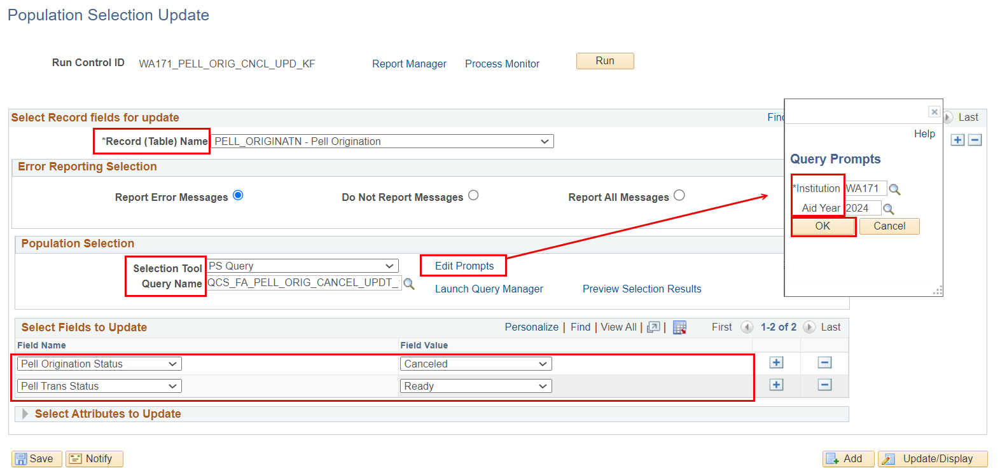 Population Selection Update
Run Control ID WA171_PELL_ORIG_CNCL_UPD_KF Report Manager Process Monitor Run
Select Record fields for update Find Last
*Record (Table) Name PELL_ORIGINATN - Pell Origination
Error Reporting Selection
Report Error Messages Do Not Report Messages Report All Messages
Population Selection
Selection Tool PS Query Edit Prompts
Query Name QCS_FA_PELL_ORIG_CANCEL_UPDT_
Launch Query Manager Preview Selection Results
Help
Query Prompts
*Institution WA171
Aid Year 2024
OK Cancel
Select Fields to Update Personalize | Find | View All | | First 1-2 of 2 Last
Field Name Field Value
Pell Origination Status Canceled
Pell Trans Status Ready
Select Attributes to Update
Save Notify Add Update/Display